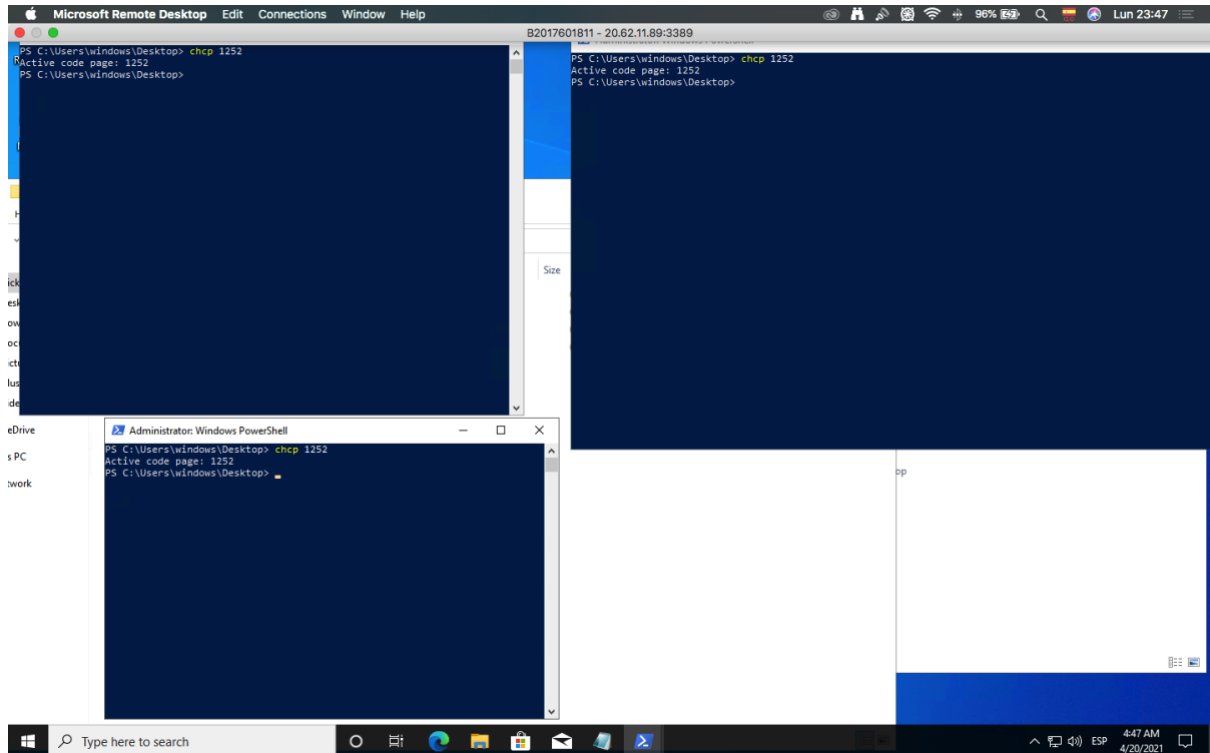 Microsoft Remote Desktop Edit Connections Window Help 96% Lun 23:47
B2017601811 - 20.62.11.89:3389
PS C:\Users\windows\Desktop> chcp 1252
Active code page: 1252
PS C:\Users\windows\Desktop>
PS C:\Users\windows\Desktop> chcp 1252
Active code page: 1252
PS C:\Users\windows\Desktop>
Size
eDrive
s PC
twork
Administrator: Windows PowerShell
PS C:\Users\windows\Desktop> chcp 1252
Active code page: 1252
PS C:\Users\windows\Desktop>
op
Type here to search
ESP
4:47 AM
4/20/2021